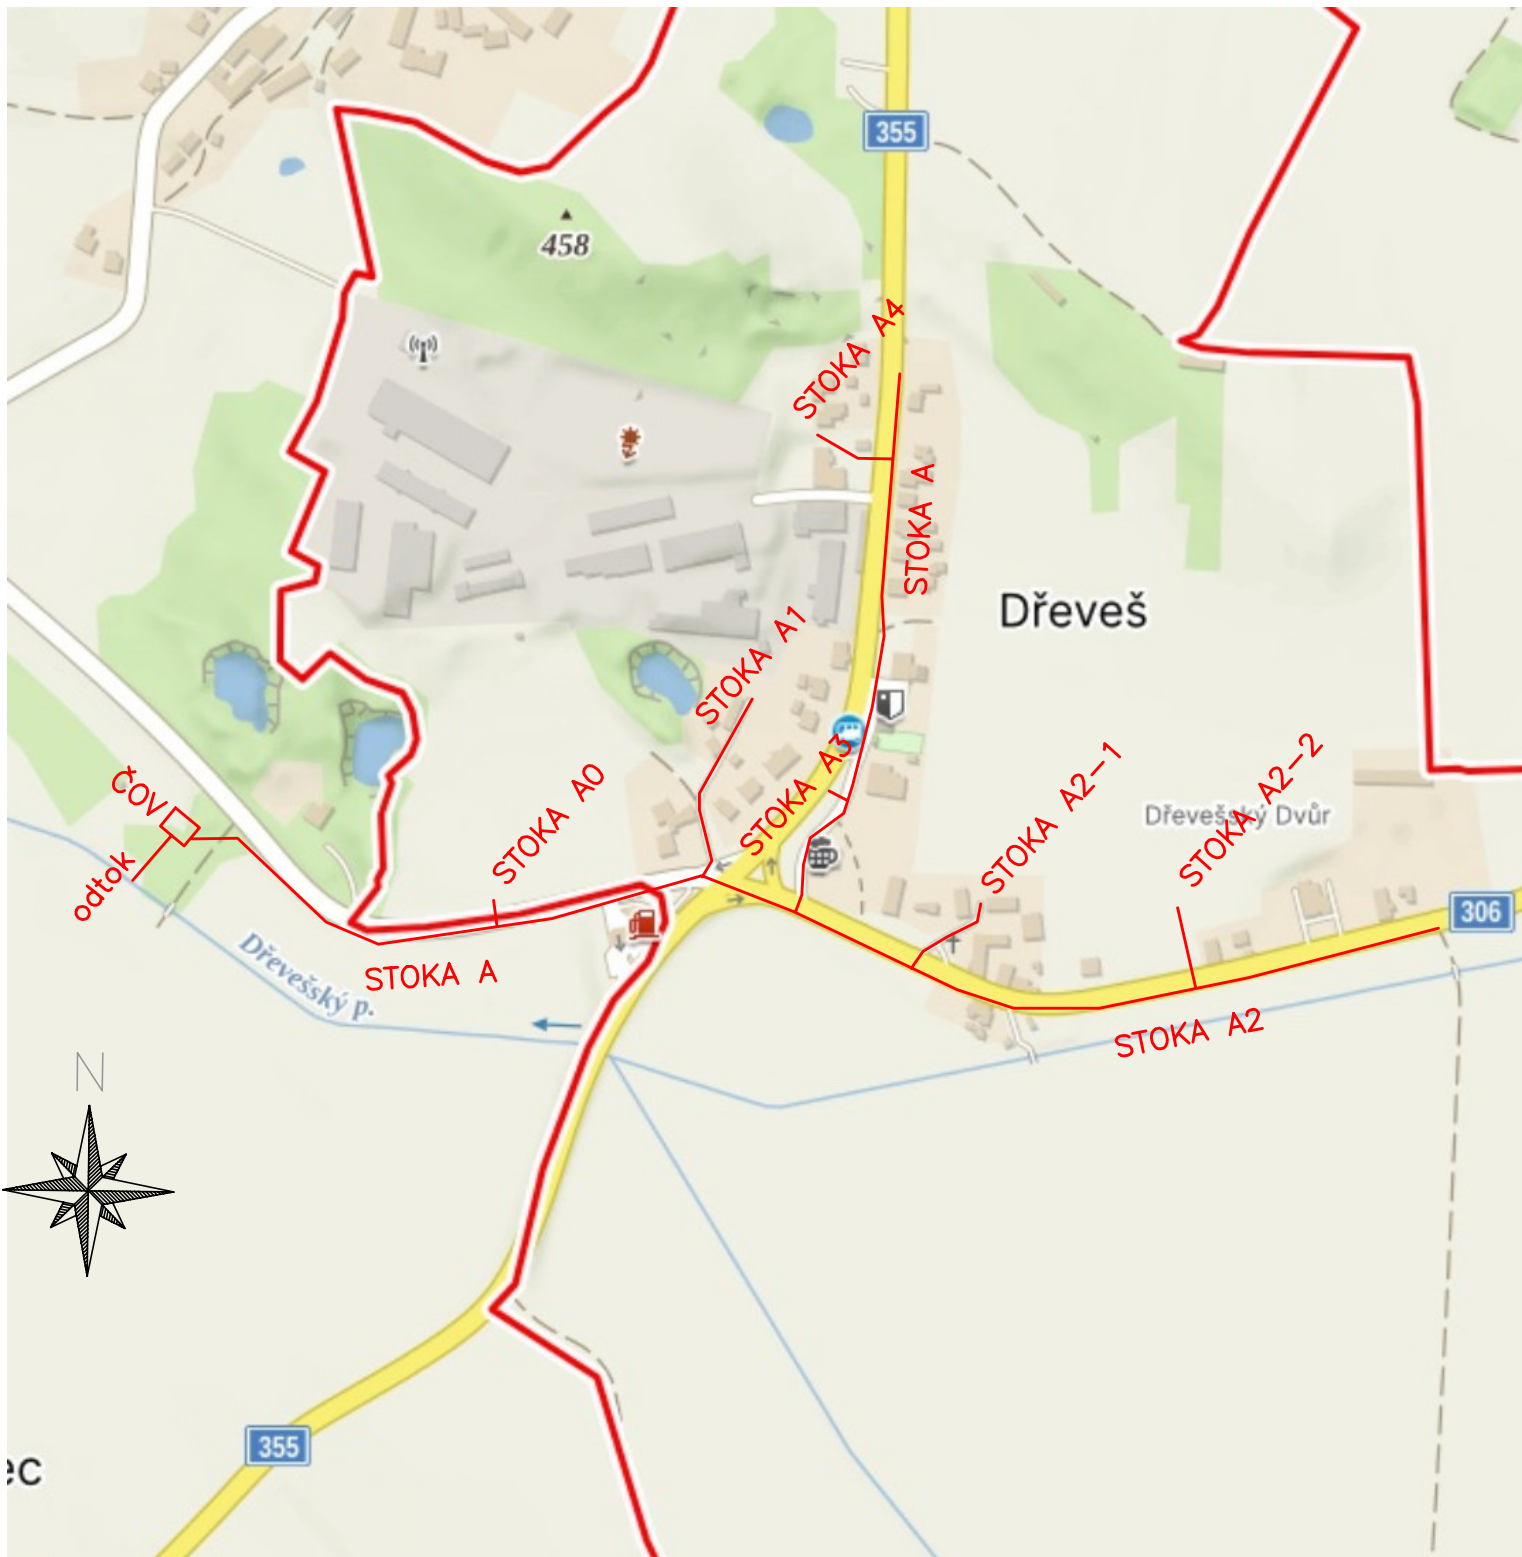 355
458
STOKA A4
STOKA A
Dřeveš
STOKA A1
STOKA A3
STOKA A2-1
STOKA A2-2
ČOV
STOKA A0
Dřevešský Dvůr
odtok
306
Dřevešský p.
STOKA A
STOKA A2
N
355
ec